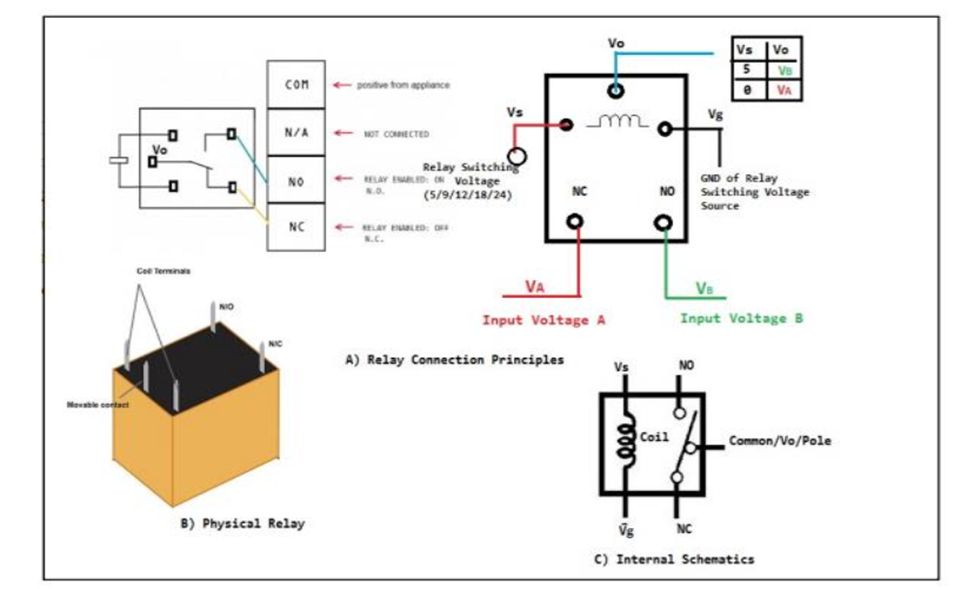 COM
positive from appliance
N/A
NOT CONNECTED
Vo
NO
RELAY ENABLED: ON
N.O.
NC
RELAY ENABLED: OFF
N.C.
Vo
Vs
Vg
Relay Switching
Voltage
(5/9/12/18/24)
NC
NO
GND of Relay
Switching Voltage
Source
VA
VB
Input Voltage A
Input Voltage B
Vs Vo
5 VB
0 VA
A) Relay Connection Principles
Coil Terminals
N/O
N/C
Movable contact
B) Physical Relay
Vs
NO
Coil
Common/Vo/Pole
Vg
NC
C) Internal Schematics